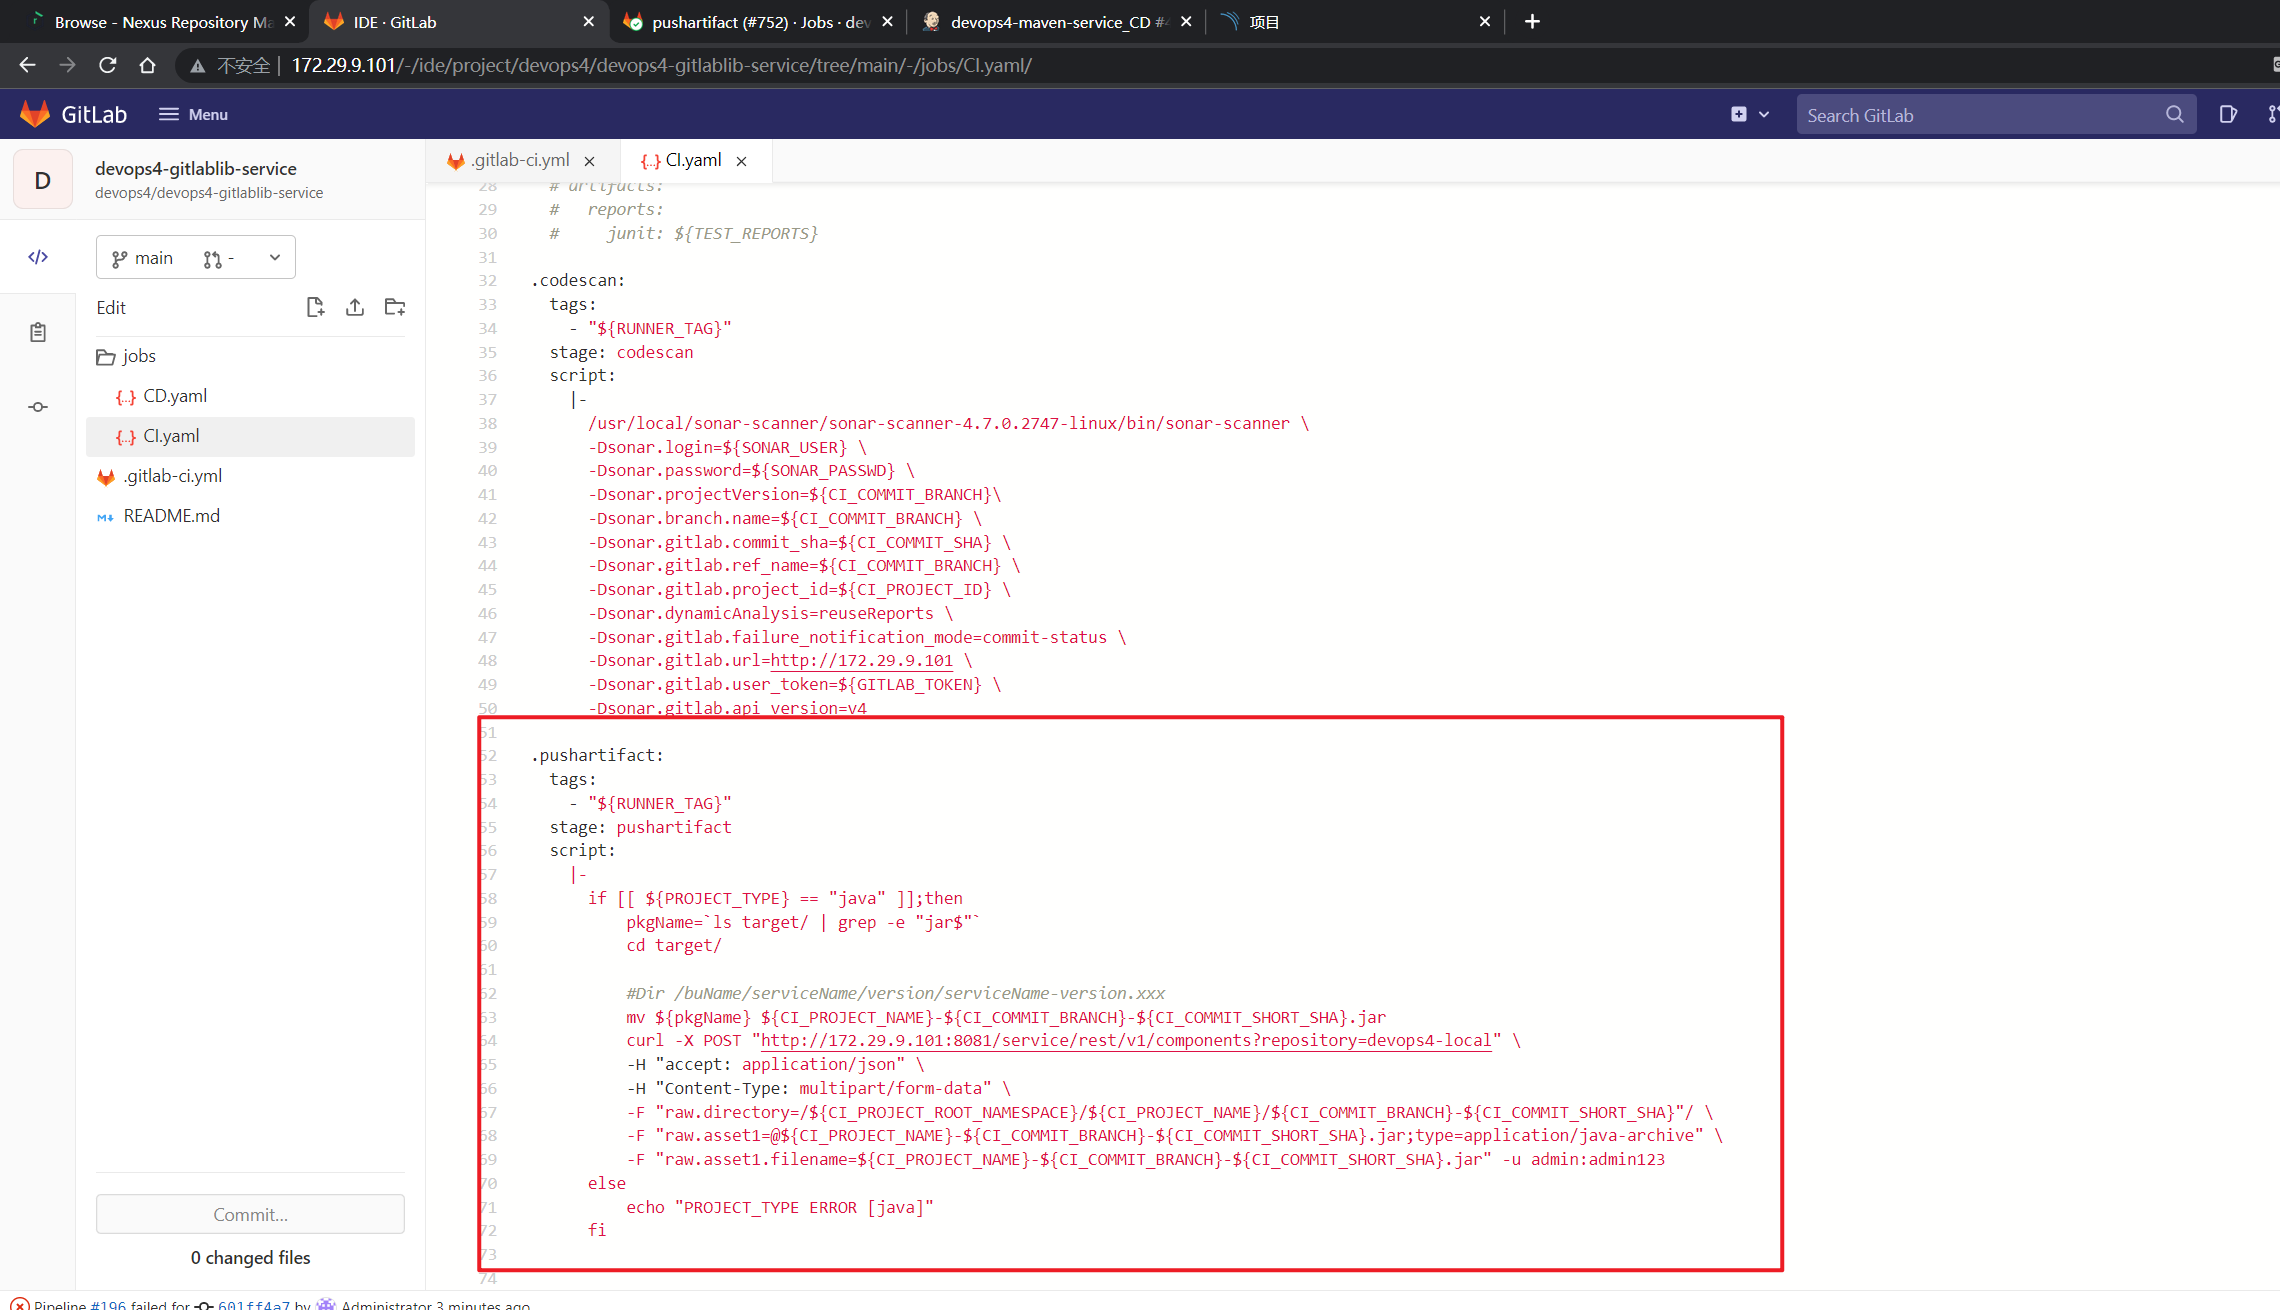 Browse - Nexus Repository Ma
IDE · GitLab
pushartifact (#752) · Jobs · dev
devops4-maven-service_CD #4
项目
不安全 | 172.29.9.101/-/ide/project/devops4/devops4-gitlablib-service/tree/main/-/jobs/CI.yaml/
GitLab
Menu
Search GitLab
D
devops4-gitlablib-service
devops4/devops4-gitlablib-service
main
-
Edit
jobs
CD.yaml
CI.yaml
.gitlab-ci.yml
README.md
Commit...
0 changed files
.gitlab-ci.yml
CI.yaml
28 # artifacts:
29 #   reports:
30 #     junit: ${TEST_REPORTS}
31
32 .codescan:
33   tags:
34     - "${RUNNER_TAG}"
35   stage: codescan
36   script:
37     |-
38       /usr/local/sonar-scanner/sonar-scanner-4.7.0.2747-linux/bin/sonar-scanner \
39       -Dsonar.login=${SONAR_USER} \
40       -Dsonar.password=${SONAR_PASSWD} \
41       -Dsonar.projectVersion=${CI_COMMIT_BRANCH}\
42       -Dsonar.branch.name=${CI_COMMIT_BRANCH} \
43       -Dsonar.gitlab.commit_sha=${CI_COMMIT_SHA} \
44       -Dsonar.gitlab.ref_name=${CI_COMMIT_BRANCH} \
45       -Dsonar.gitlab.project_id=${CI_PROJECT_ID} \
46       -Dsonar.dynamicAnalysis=reuseReports \
47       -Dsonar.gitlab.failure_notification_mode=commit-status \
48       -Dsonar.gitlab.url=http://172.29.9.101 \
49       -Dsonar.gitlab.user_token=${GITLAB_TOKEN} \
50       -Dsonar.gitlab.api_version=v4
51
52 .pushartifact:
53   tags:
54     - "${RUNNER_TAG}"
55   stage: pushartifact
56   script:
57     |-
58       if [[ ${PROJECT_TYPE} == "java" ]];then
59           pkgName=`ls target/ | grep -e "jar$"`
60           cd target/
61
62           #Dir /buName/serviceName/version/serviceName-version.xxx
63           mv ${pkgName} ${CI_PROJECT_NAME}-${CI_COMMIT_BRANCH}-${CI_COMMIT_SHORT_SHA}.jar
64           curl -X POST "http://172.29.9.101:8081/service/rest/v1/components?repository=devops4-local" \
65           -H "accept: application/json" \
66           -H "Content-Type: multipart/form-data" \
67           -F "raw.directory=/${CI_PROJECT_ROOT_NAMESPACE}/${CI_PROJECT_NAME}/${CI_COMMIT_BRANCH}-${CI_COMMIT_SHORT_SHA}"/ \
68           -F "raw.asset1=@${CI_PROJECT_NAME}-${CI_COMMIT_BRANCH}-${CI_COMMIT_SHORT_SHA}.jar;type=application/java-archive" \
69           -F "raw.asset1.filename=${CI_PROJECT_NAME}-${CI_COMMIT_BRANCH}-${CI_COMMIT_SHORT_SHA}.jar" -u admin:admin123
70       else
71           echo "PROJECT_TYPE ERROR [java]"
72       fi
73
74
Pipeline #196 failed for 601ff4a7 by Administrator 3 minutes ago